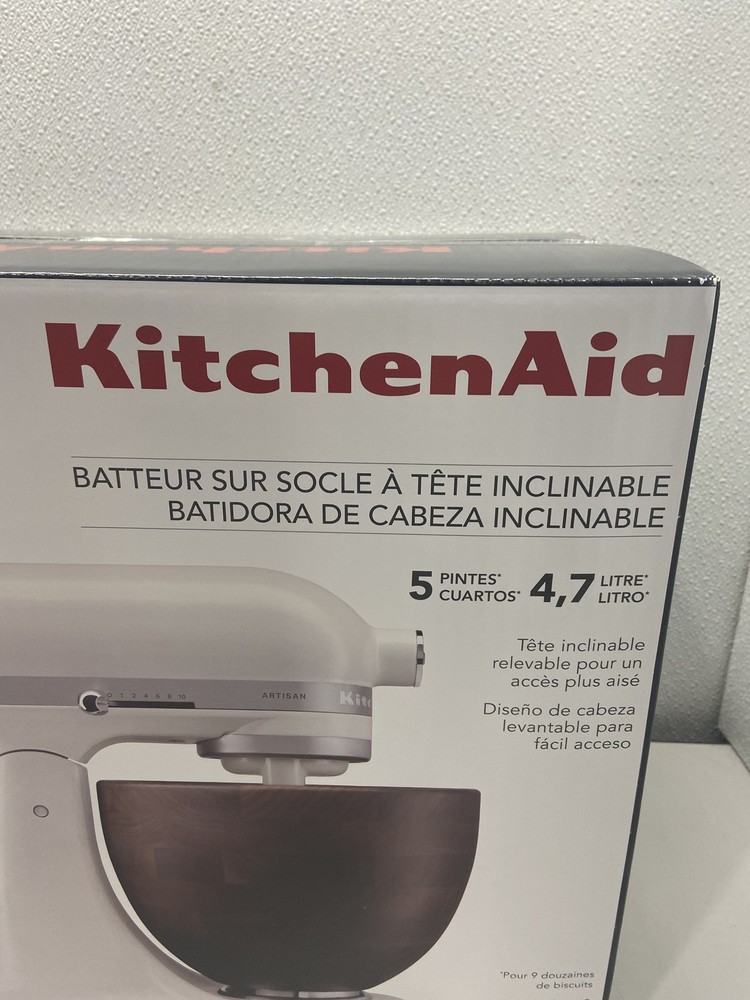 KitchenAid
BATTEUR SUR SOCLE À TÊTE INCLINABLE
BATIDORA DE CABEZA INCLINABLE
5 PINTES* CUARTOS* 4,7 LITRE* LITRO*
Tête inclinable
relevable pour un
accès plus aisé
Diseño de cabeza
levantable para
fácil acceso
0 1 2 4 6 8 10
ARTISAN
Kitc
*Pour 9 douzaines
de biscuits